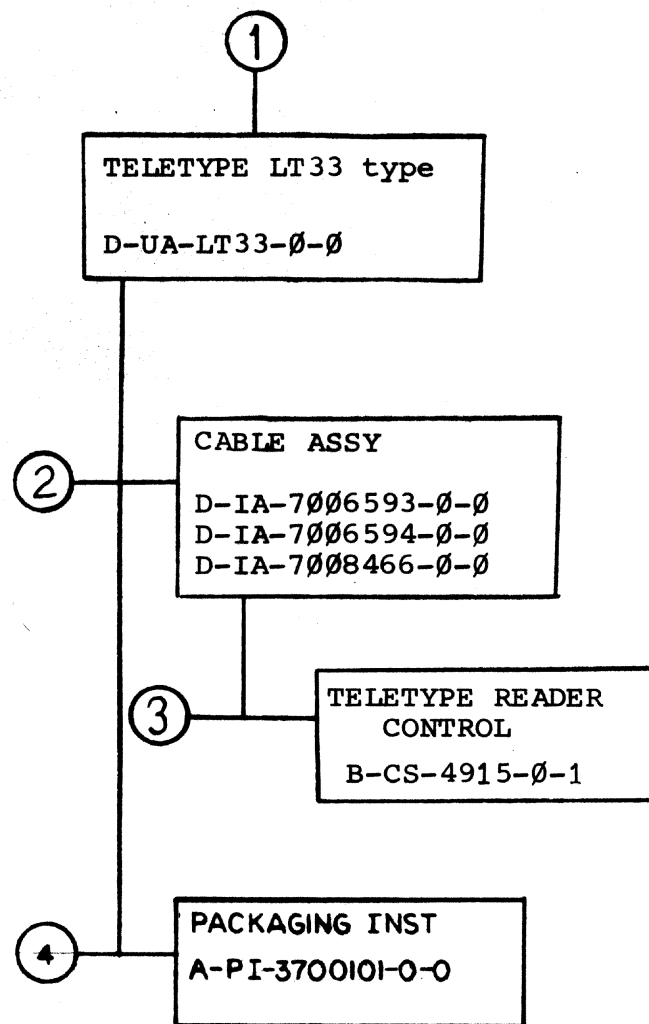 1
TELETYPE LT33 type
D-UA-LT33-Ø-Ø
2
CABLE ASSY
D-IA-7ØØ6593-Ø-Ø
D-IA-7ØØ6594-Ø-Ø
D-IA-7ØØ8466-Ø-Ø
3
TELETYPE READER
CONTROL
B-CS-4915-Ø-1
4
PACKAGING INST
A-PI-3700101-0-0